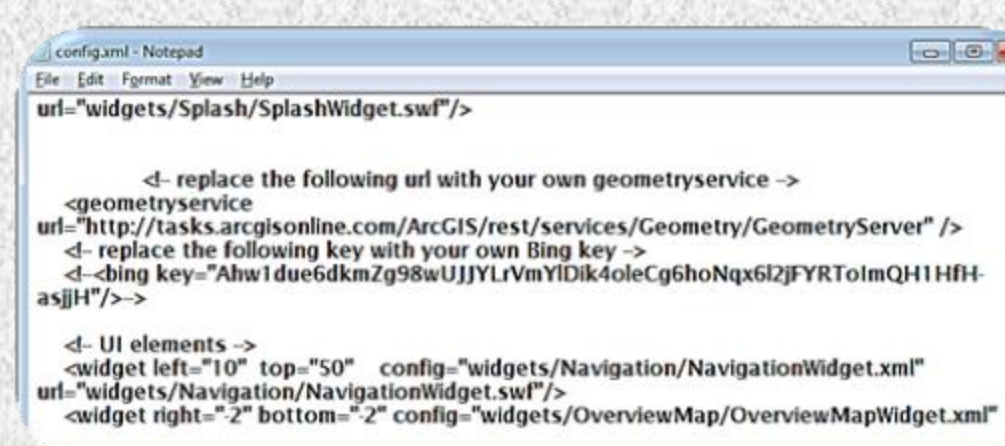 config.xml - Notepad
File Edit Format View Help
url="widgets/Splash/SplashWidget.swf"/>
<!-- replace the following url with your own geometryservice -->
<geometryservice
url="http://tasks.arcgisonline.com/ArcGIS/rest/services/Geometry/GeometryServer" />
<!-- replace the following key with your own Bing key -->
<!--<bing key="Ahw1due6dkmZg98wUJJYLrVmYlDik4oleCg6hoNqx6l2jFYRToImQH1HfH-
asjjH"/>-->
<!-- UI elements -->
<widget left="10" top="50" config="widgets/Navigation/NavigationWidget.xml"
url="widgets/Navigation/NavigationWidget.swf"/>
<widget right="-2" bottom="-2" config="widgets/OverviewMap/OverviewMapWidget.xml"